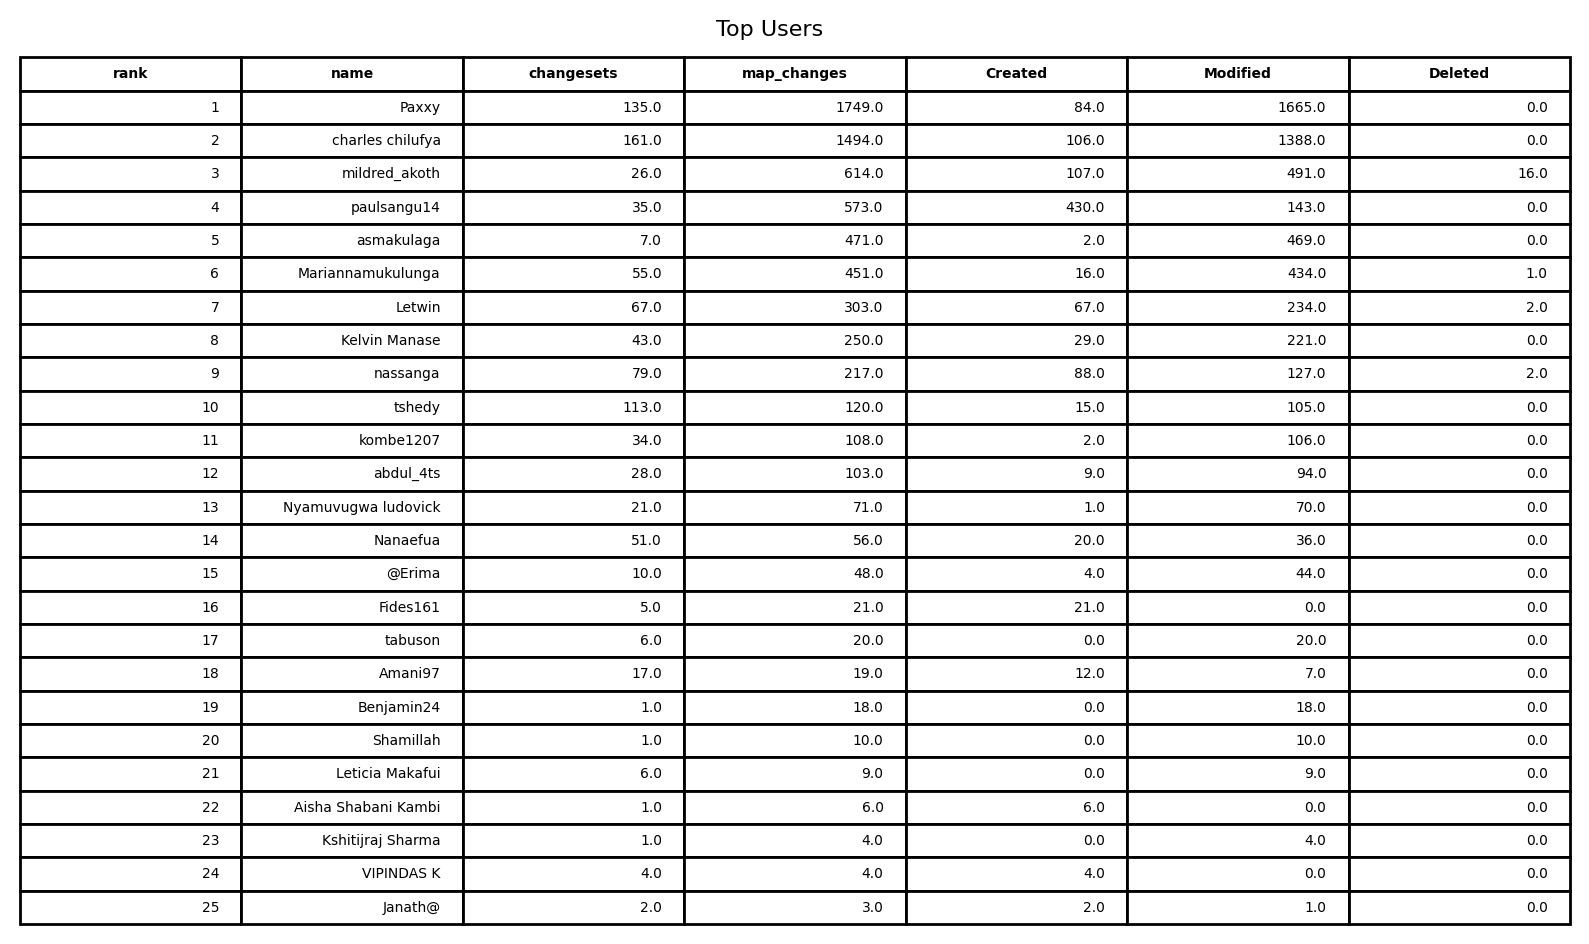 Top Users
rank name changesets map_changes Created Modified Deleted
1 Paxxy 135.0 1749.0 84.0 1665.0 0.0
2 charles chilufya 161.0 1494.0 106.0 1388.0 0.0
3 mildred_akoth 26.0 614.0 107.0 491.0 16.0
4 paulsangu14 35.0 573.0 430.0 143.0 0.0
5 asmakulaga 7.0 471.0 2.0 469.0 0.0
6 Mariannamukulunga 55.0 451.0 16.0 434.0 1.0
7 Letwin 67.0 303.0 67.0 234.0 2.0
8 Kelvin Manase 43.0 250.0 29.0 221.0 0.0
9 nassanga 79.0 217.0 88.0 127.0 2.0
10 tshedy 113.0 120.0 15.0 105.0 0.0
11 kombe1207 34.0 108.0 2.0 106.0 0.0
12 abdul_4ts 28.0 103.0 9.0 94.0 0.0
13 Nyamuvugwa ludovick 21.0 71.0 1.0 70.0 0.0
14 Nanaefua 51.0 56.0 20.0 36.0 0.0
15 @Erima 10.0 48.0 4.0 44.0 0.0
16 Fides161 5.0 21.0 21.0 0.0 0.0
17 tabuson 6.0 20.0 0.0 20.0 0.0
18 Amani97 17.0 19.0 12.0 7.0 0.0
19 Benjamin24 1.0 18.0 0.0 18.0 0.0
20 Shamillah 1.0 10.0 0.0 10.0 0.0
21 Leticia Makafui 6.0 9.0 0.0 9.0 0.0
22 Aisha Shabani Kambi 1.0 6.0 6.0 0.0 0.0
23 Kshitijraj Sharma 1.0 4.0 0.0 4.0 0.0
24 VIPINDAS K 4.0 4.0 4.0 0.0 0.0
25 Janath@ 2.0 3.0 2.0 1.0 0.0